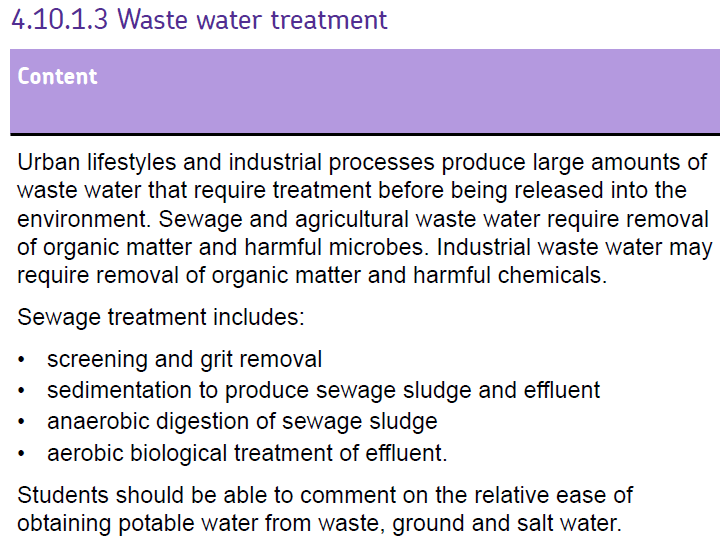 4.10.1.3 Waste water treatment
Content
Urban lifestyles and industrial processes produce large amounts of
waste water that require treatment before being released into the
environment. Sewage and agricultural waste water require removal
of organic matter and harmful microbes. Industrial waste water may
require removal of organic matter and harmful chemicals.
Sewage treatment includes:
• screening and grit removal
• sedimentation to produce sewage sludge and effluent
• anaerobic digestion of sewage sludge
• aerobic biological treatment of effluent.
Students should be able to comment on the relative ease of
obtaining potable water from waste, ground and salt water.